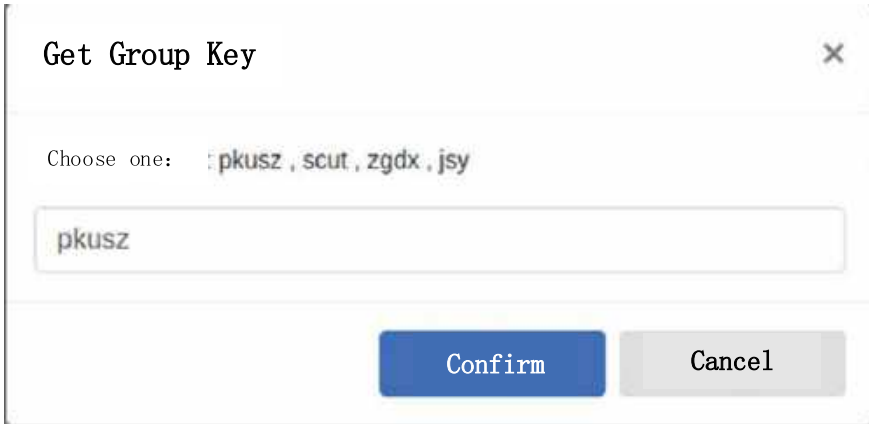 Get Group Key ×
Choose one: : pkusz , scut , zgdx , jsy
pkusz
Confirm Cancel